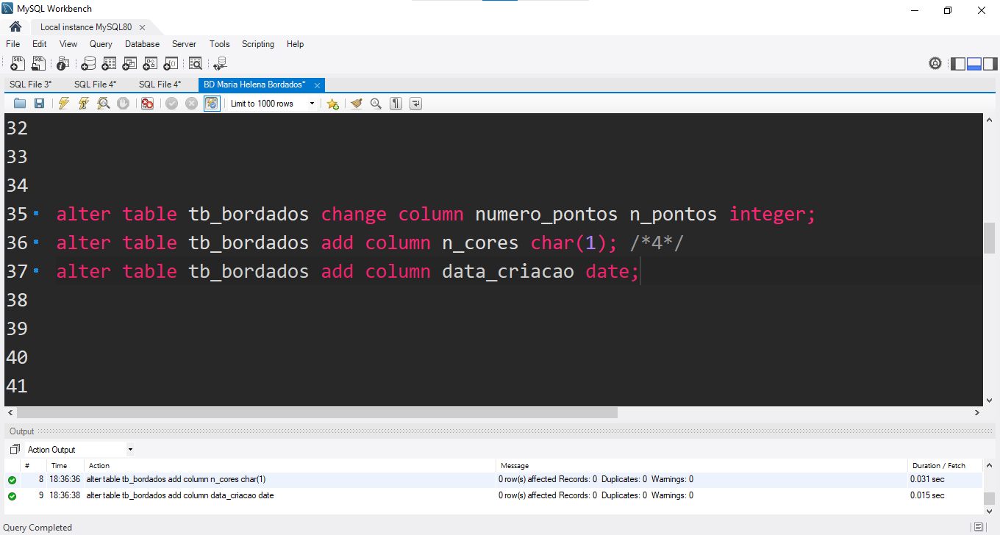 MySQL Workbench
Local instance MySQL80
File Edit View Query Database Server Tools Scripting Help
SQL File 3* SQL File 4* SQL File 4* BD Maria Helena Bordados*
Limit to 1000 rows
32
33
34
35 alter table tb_bordados change column numero_pontos n_pontos integer;
36 alter table tb_bordados add column n_cores char(1); /*4*/
37 alter table tb_bordados add column data_criacao date;
38
39
40
41
Output
Action Output
# Time Action Message Duration / Fetch
8 18:36:36 alter table tb_bordados add column n_cores char(1) 0 row(s) affected Records: 0 Duplicates: 0 Warnings: 0 0.031 sec
9 18:36:38 alter table tb_bordados add column data_criacao date 0 row(s) affected Records: 0 Duplicates: 0 Warnings: 0 0.015 sec
Query Completed